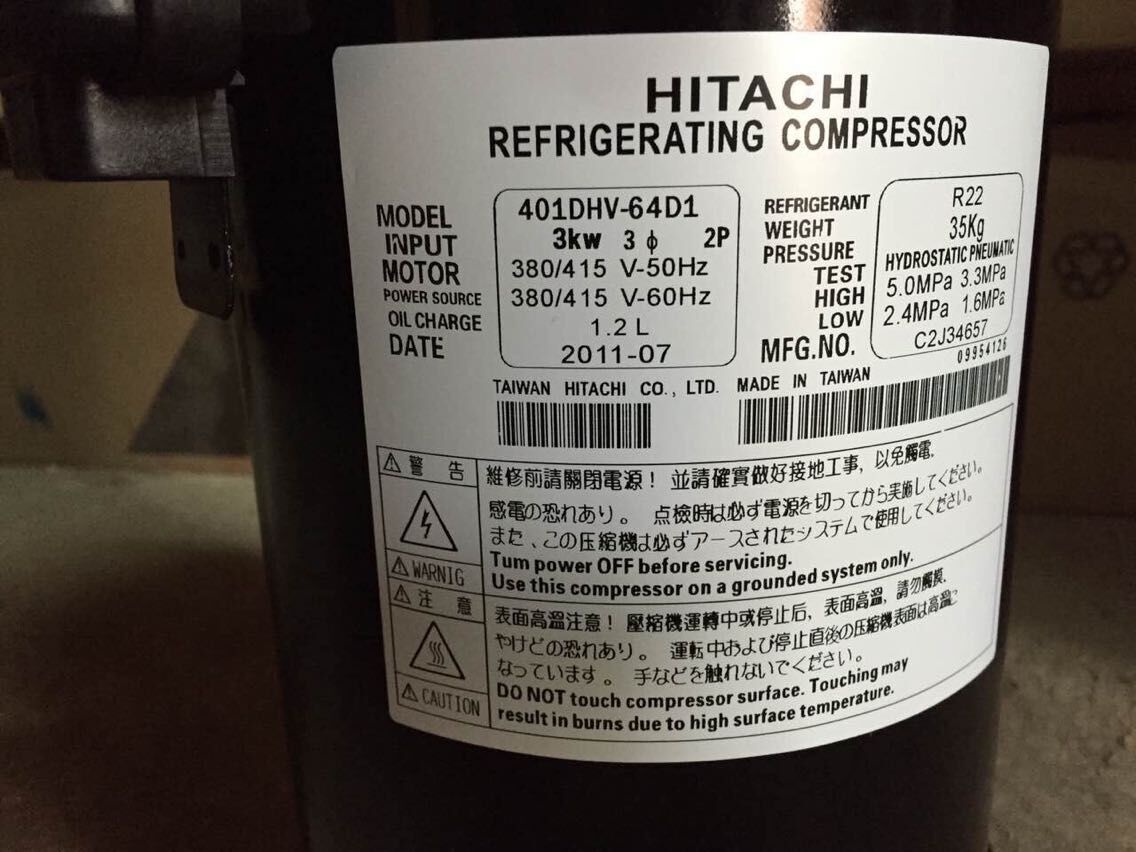 HITACHI
REFRIGERATING COMPRESSOR
MODEL 401DHV-64D1
INPUT 3kw 3 ϕ 2P
MOTOR 380/415 V-50Hz
POWER SOURCE 380/415 V-60Hz
OIL CHARGE 1.2 L
DATE 2011-07
REFRIGERANT R22
WEIGHT 35Kg
PRESSURE HYDROSTATIC PNEUMATIC
TEST
HIGH 5.0MPa 3.3MPa
LOW 2.4MPa 1.6MPa
MFG.NO. C2J34657
09954126
TAIWAN HITACHI CO., LTD. MADE IN TAIWAN
⚠ 警 告
維修前請關閉電源! 並請確實做好接地工事, 以免觸電.
感電の恐れあり。 点檢時は必ず電源を切ってから実施してください。
また、この圧縮機は必ずアースされたシステムで使用してください。
⚠ WARNIG
Tum power OFF before servicing.
Use this compressor on a grounded system only.
⚠ 注 意
表面高溫注意! 壓縮機運轉中或停止后, 表面高溫, 請勿觸摸.
やけどの恐れあり。 運転中および停止直後の圧縮機表面は高溫に
なっています。 手などを触れないでください。
⚠ CAUTION
DO NOT touch compressor surface. Touching may
result in burns due to high surface temperature.